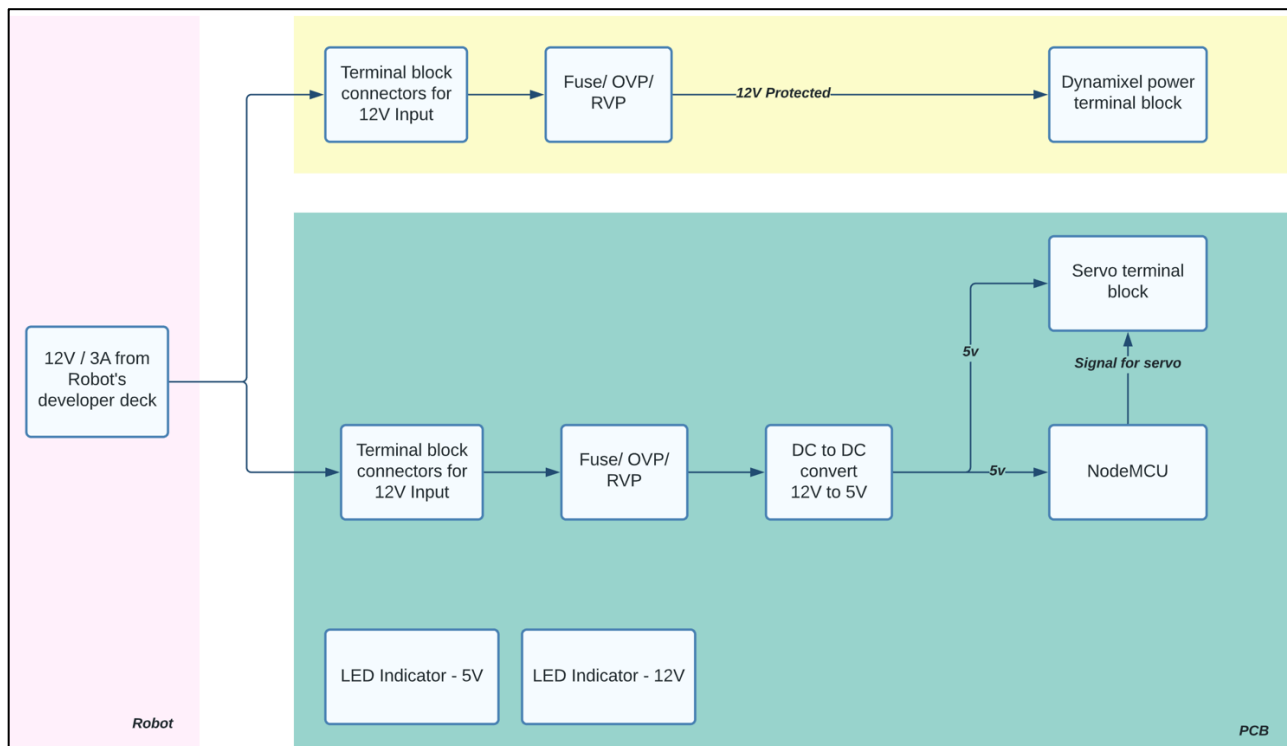 Terminal block
connectors for
12V Input
Fuse/ OVP/
RVP
12V Protected
Dynamixel power
terminal block
Servo terminal
block
12V / 3A from
Robot's
developer deck
5v
Signal for servo
Terminal block
connectors for
12V Input
Fuse/ OVP/
RVP
DC to DC
convert
12V to 5V
5v
NodeMCU
LED Indicator - 5V
LED Indicator - 12V
Robot
PCB